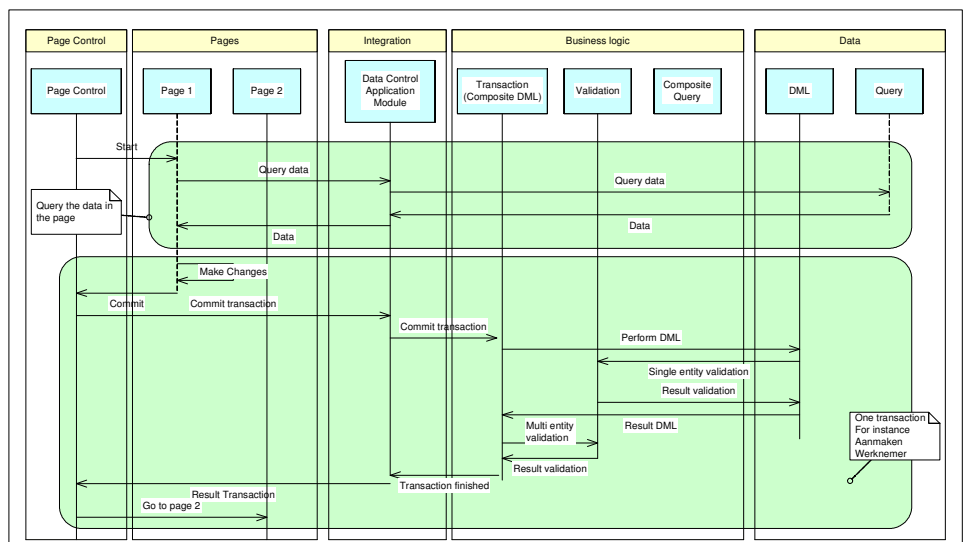 Page Control
Pages
Integration
Business logic
Data
Page Control
Page 1
Page 2
Data Control
Application
Module
Transaction
(Composite DML)
Validation
Composite
Query
DML
Query
Start
Query data
Query data
Query the data in
the page
Data
Data
Make Changes
Commit
Commit transaction
Commit transaction
Perform DML
Single entity validation
Result validation
Result DML
One transaction
For instance
Aanmaken
Werknemer
Multi entity
validation
Result validation
Transaction finished
Result Transaction
Go to page 2